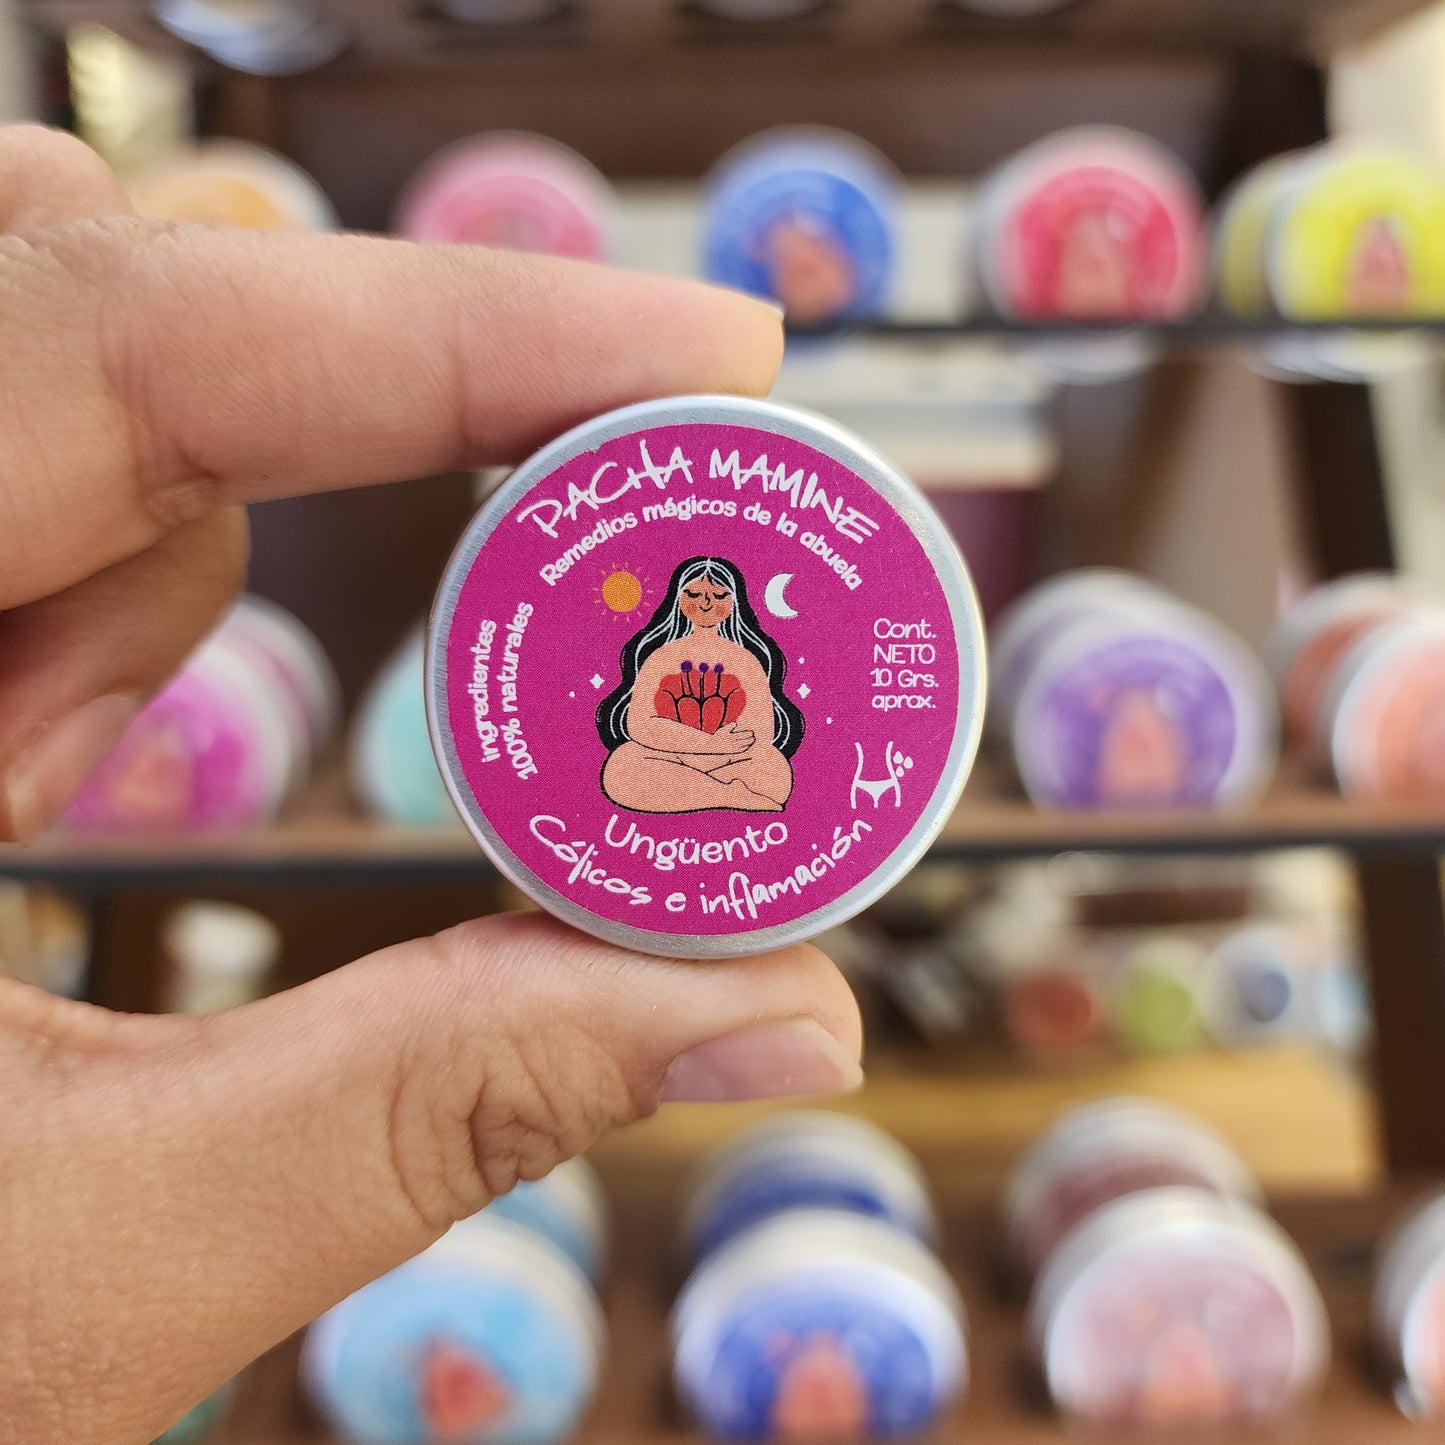 PACHA MAMINE
Remedios mágicos de la abuela
ingredientes
100% naturales
Cont.
NETO
10 Grs.
aprox.
Ungüento
Cólicos e inflamación